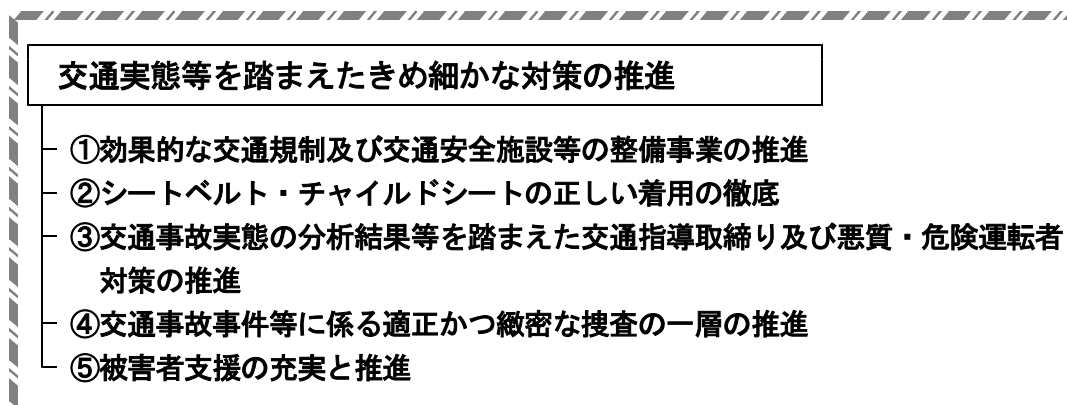 交通実態等を踏まえたきめ細かな対策の推進
①効果的な交通規制及び交通安全施設等の整備事業の推進
②シートベルト・チャイルドシートの正しい着用の徹底
③交通事故実態の分析結果等を踏まえた交通指導取締り及び悪質・危険運転者
対策の推進
④交通事故事件等に係る適正かつ緻密な捜査の一層の推進
⑤被害者支援の充実と推進